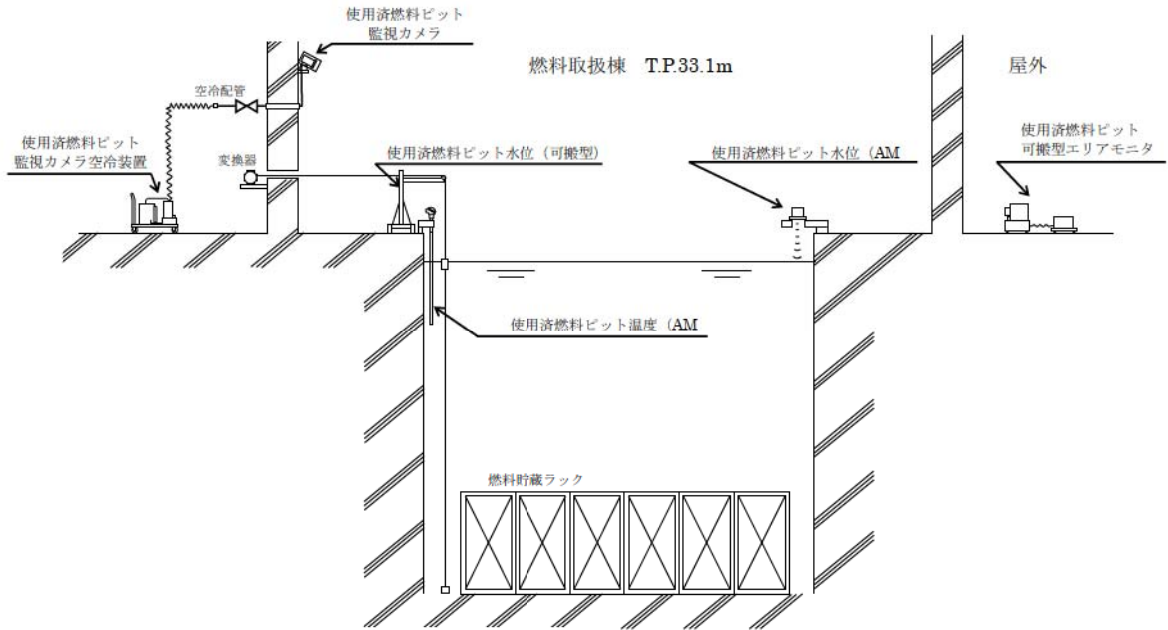 使用済燃料ピット
監視カメラ
燃料取扱棟 T.P.33.1m
屋外
空冷配管
使用済燃料ピット
監視カメラ空冷装置
変換器
使用済燃料ピット水位（可搬型）
使用済燃料ピット水位（AM
使用済燃料ピット
可搬型エリアモニタ
使用済燃料ピット温度（AM
燃料貯蔵ラック